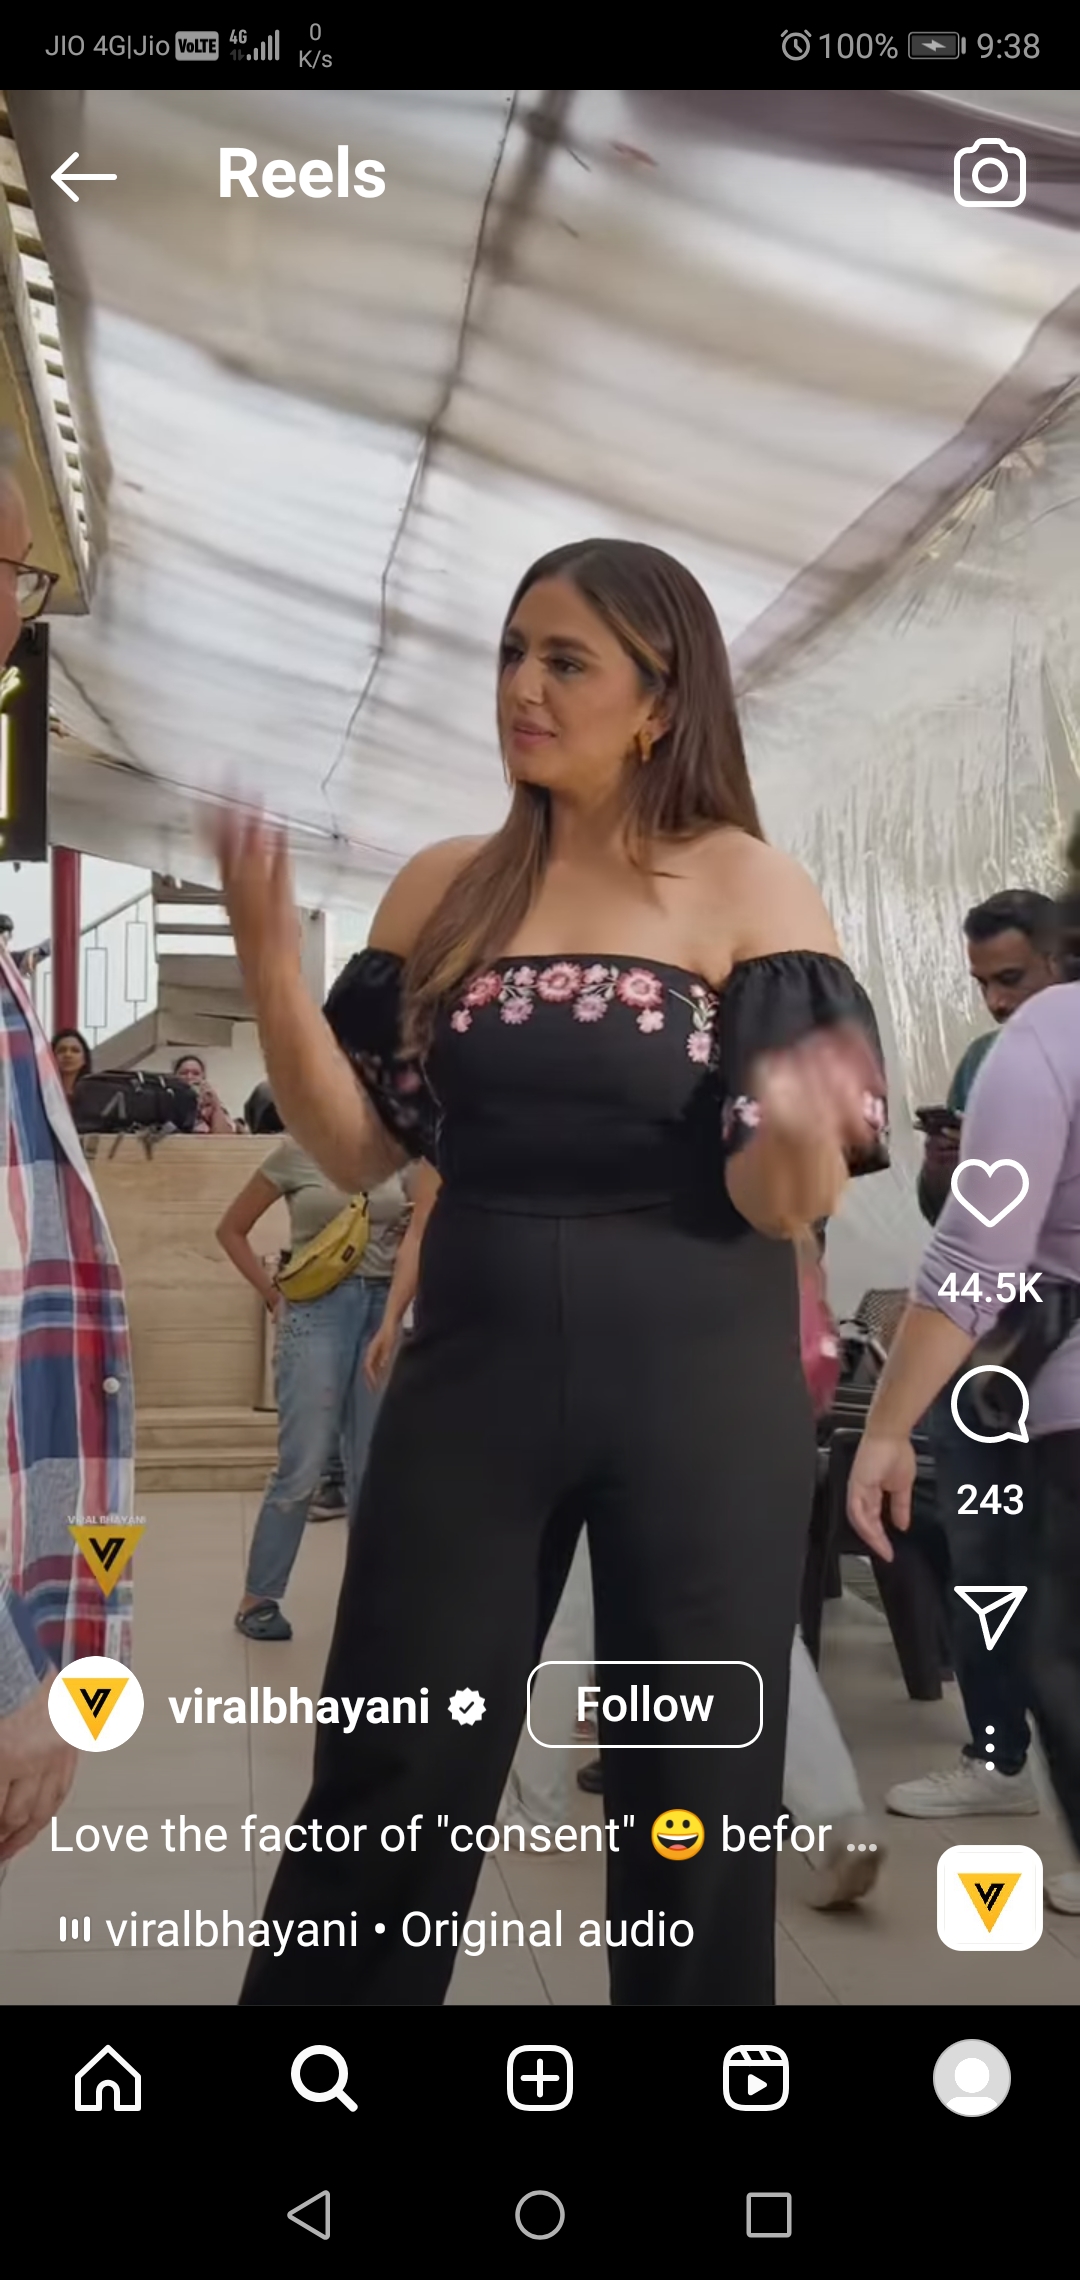 JIO 4G|Jio VoLTE 4G 0 K/s 100% 9:38
Reels
44.5K
243
VIRAL BHAYANI
viralbhayani Follow
Love the factor of "consent" 😀 befor ...
viralbhayani • Original audio